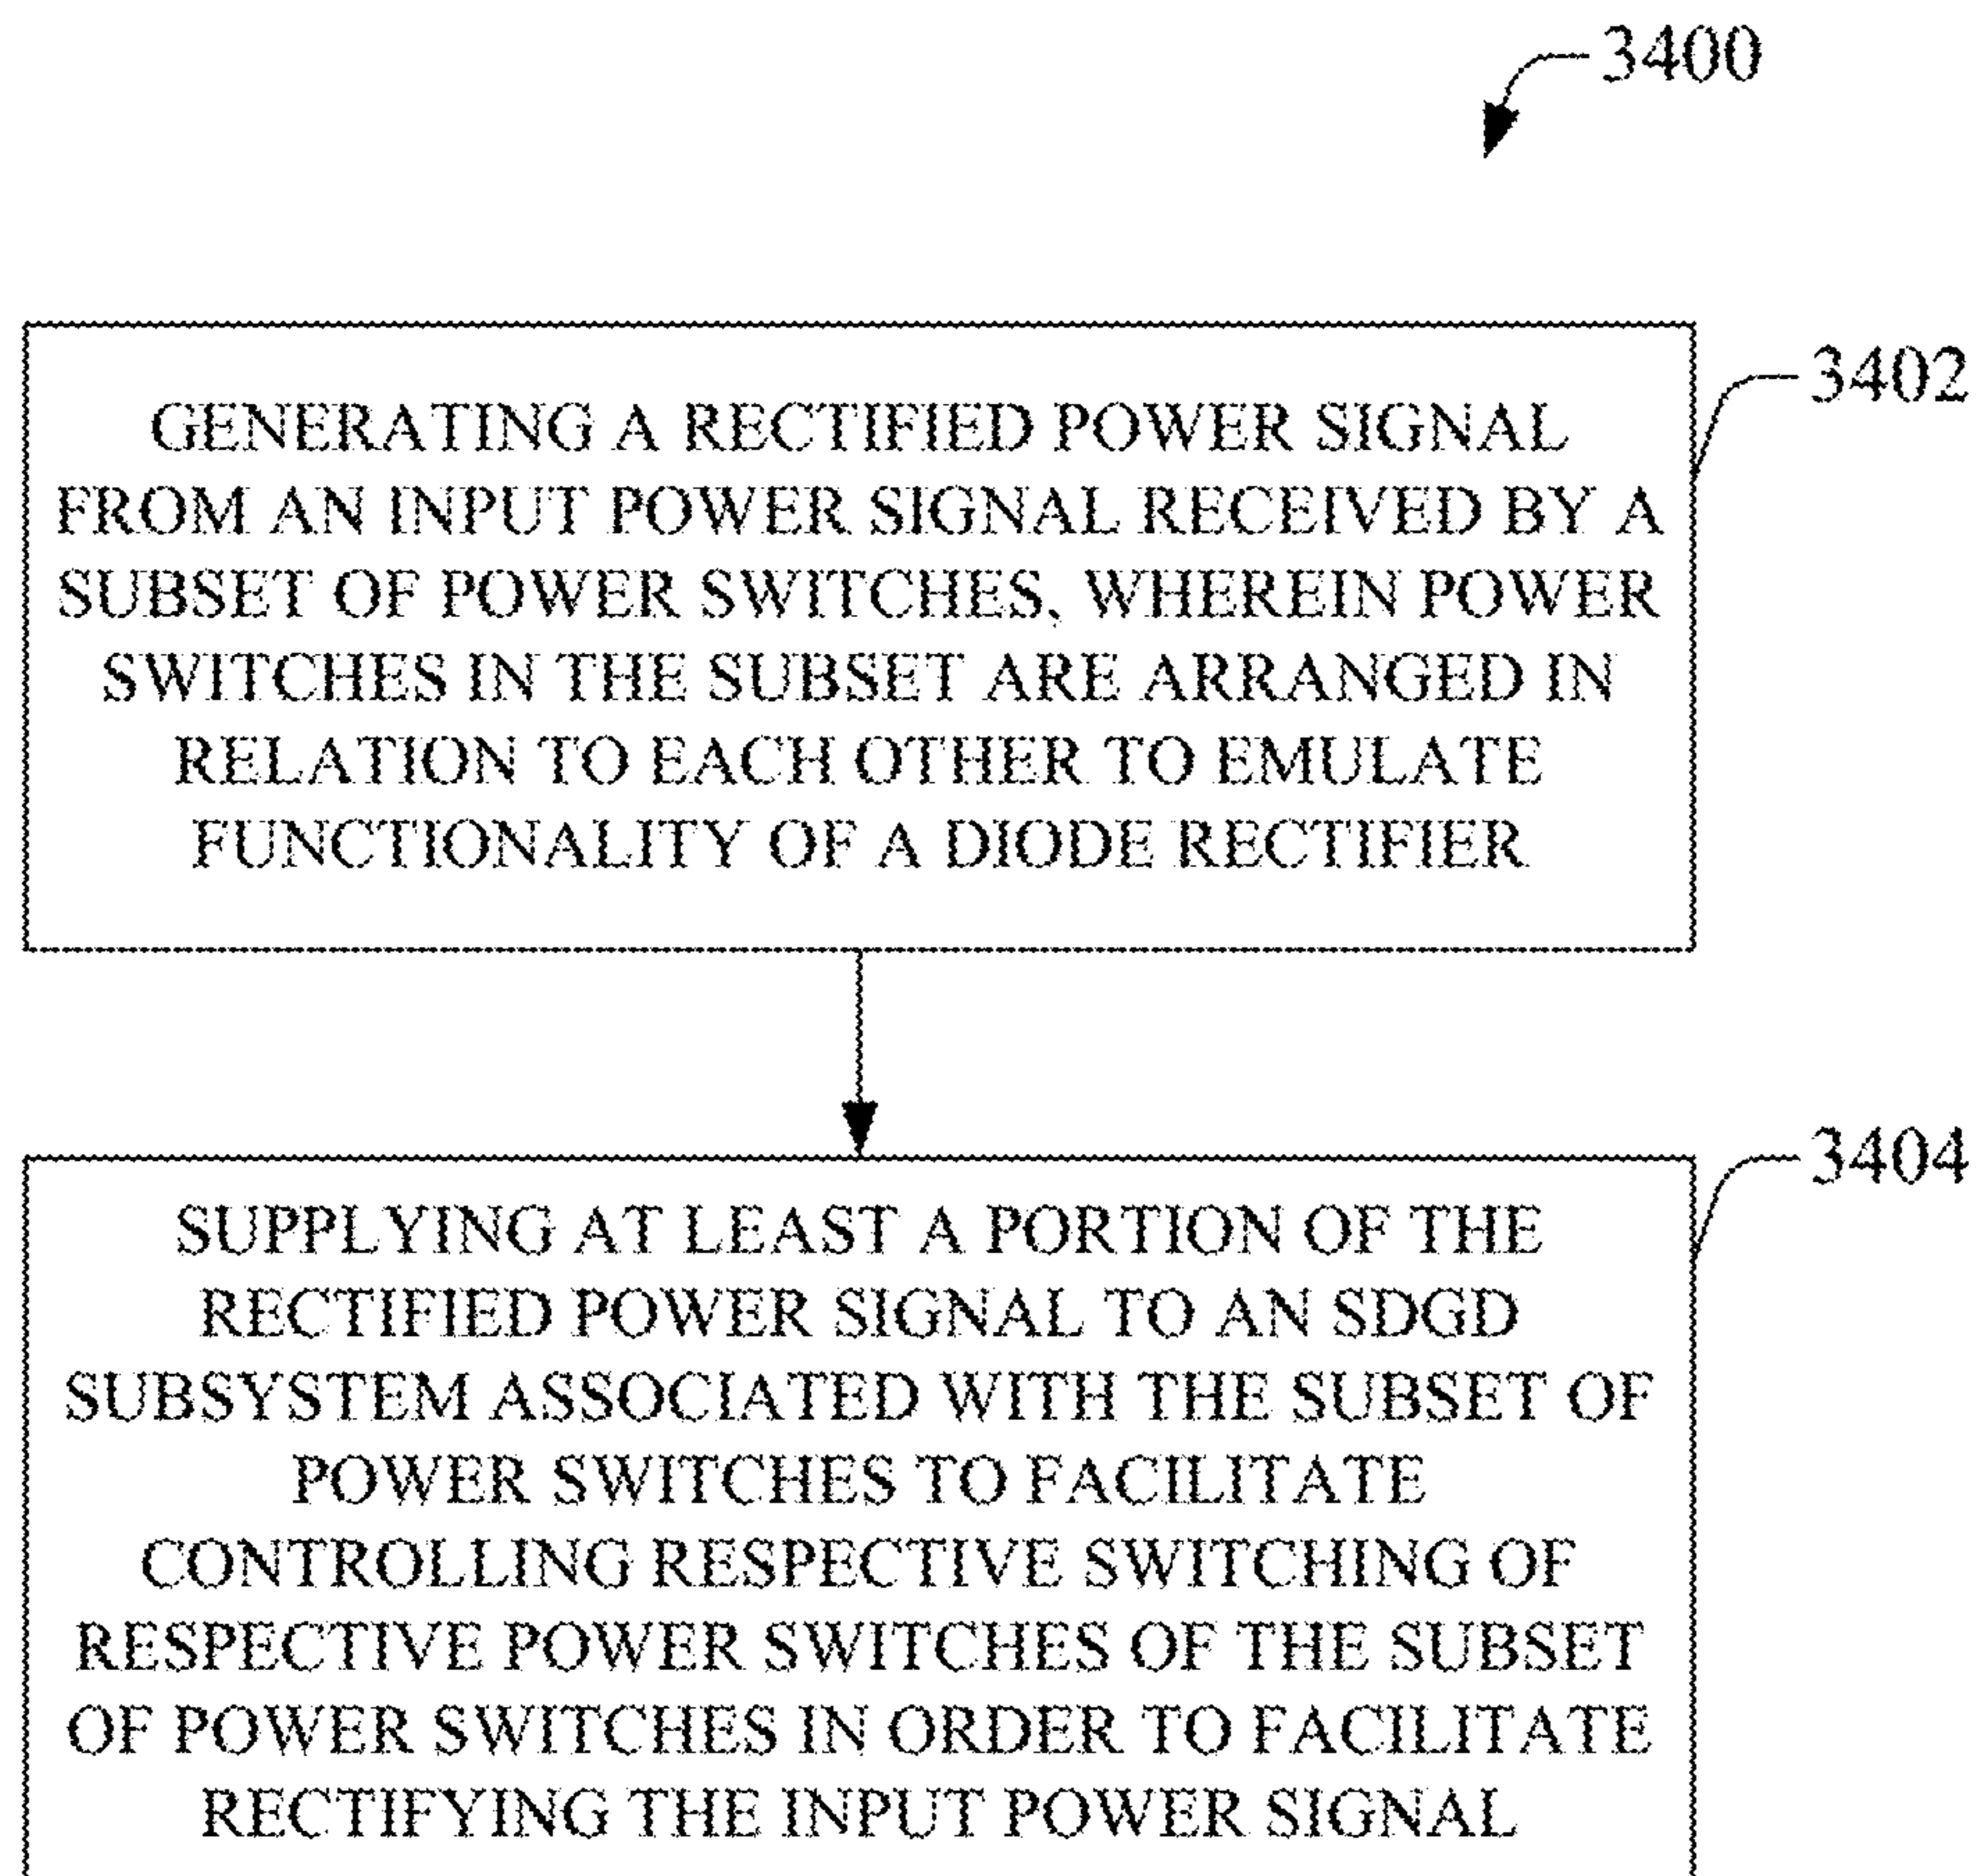 3400
3402
GENERATING A RECTIFIED POWER SIGNAL
FROM AN INPUT POWER SIGNAL RECEIVED BY A
SUBSET OF POWER SWITCHES, WHEREIN POWER
SWITCHES IN THE SUBSET ARE ARRANGED IN
RELATION TO EACH OTHER TO EMULATE
FUNCTIONALITY OF A DIODE RECTIFIER
3404
SUPPLYING AT LEAST A PORTION OF THE
RECTIFIED POWER SIGNAL TO AN SDGD
SUBSYSTEM ASSOCIATED WITH THE SUBSET OF
POWER SWITCHES TO FACILITATE
CONTROLLING RESPECTIVE SWITCHING OF
RESPECTIVE POWER SWITCHES OF THE SUBSET
OF POWER SWITCHES IN ORDER TO FACILITATE
RECTIFYING THE INPUT POWER SIGNAL